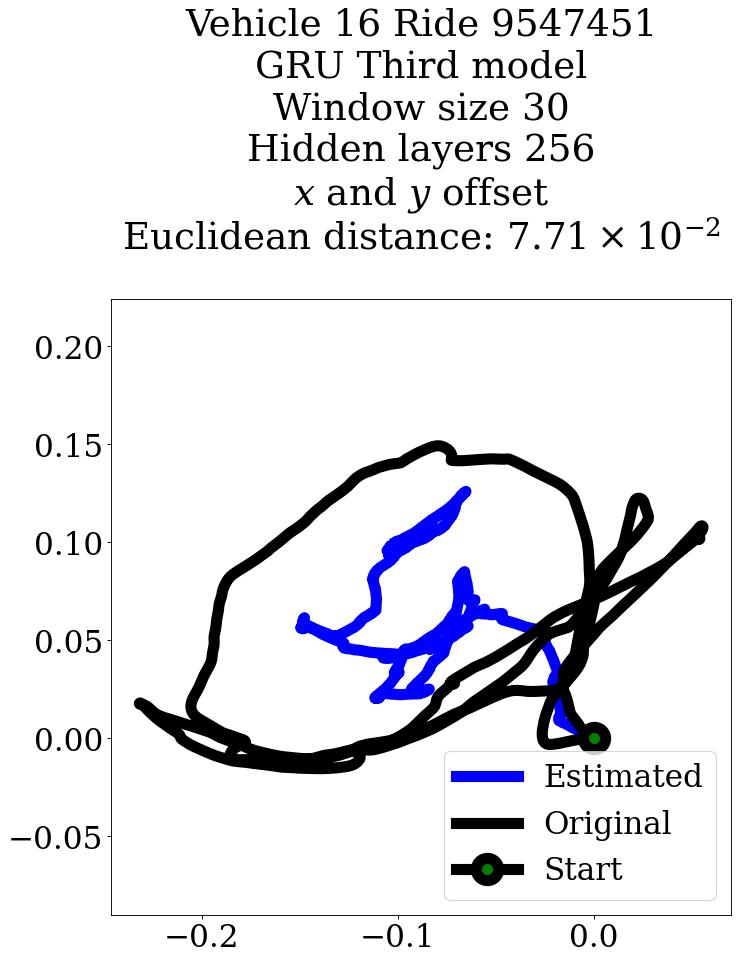 Vehicle 16 Ride 9547451
GRU Third model
Window size 30
Hidden layers 256
x and y offset
Euclidean distance: 7.71 × 10⁻²
0.20
0.15
0.10
0.05
0.00
−0.05
Estimated
Original
Start
−0.2 −0.1 0.0